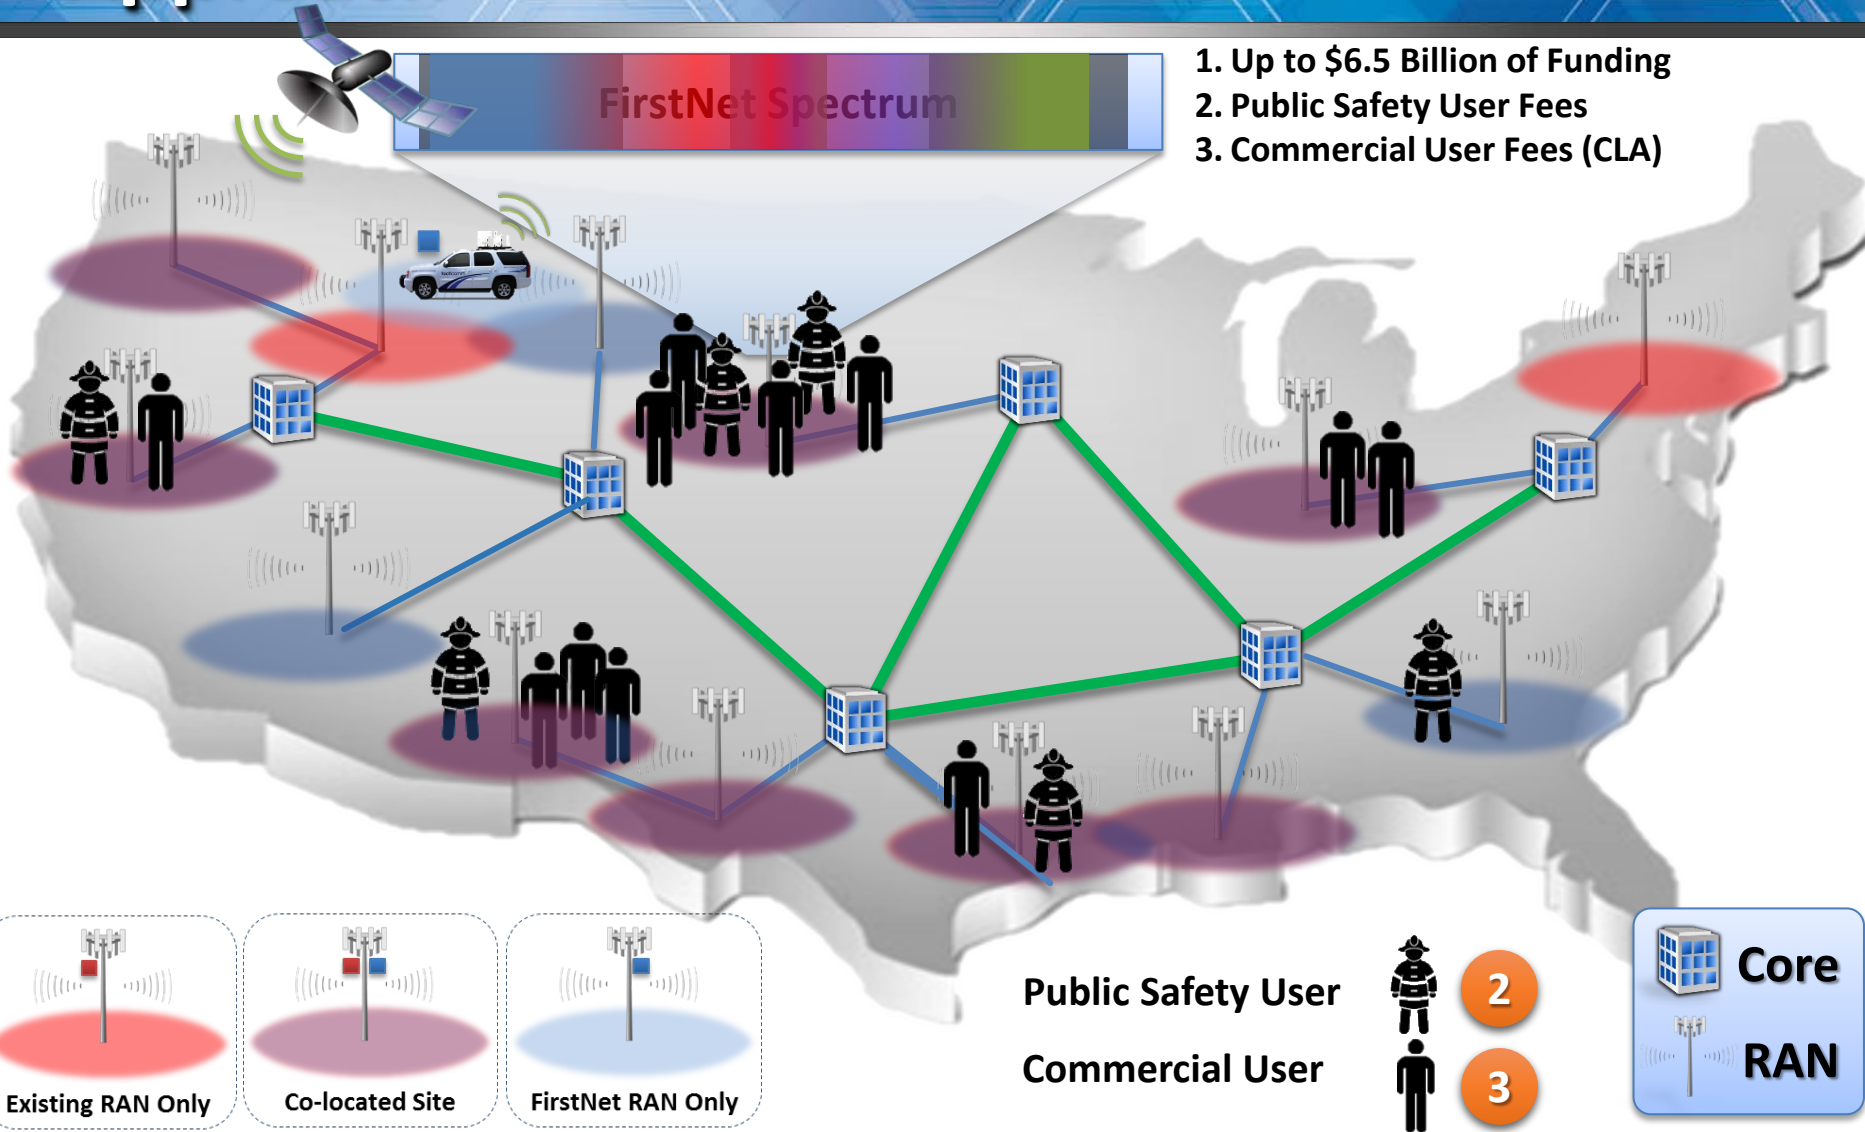 FirstNet Spectrum
1. Up to $6.5 Billion of Funding
2. Public Safety User Fees
3. Commercial User Fees (CLA)
Existing RAN Only
Co-located Site
FirstNet RAN Only
Public Safety User
2
Commercial User
3
Core
RAN